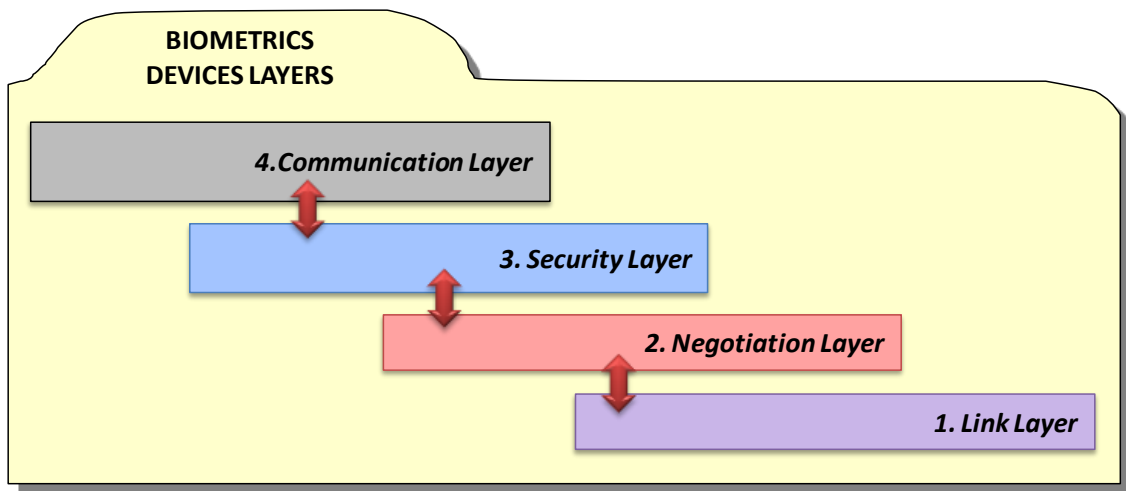 BIOMETRICS
DEVICES LAYERS
4.Communication Layer
3. Security Layer
2. Negotiation Layer
1. Link Layer